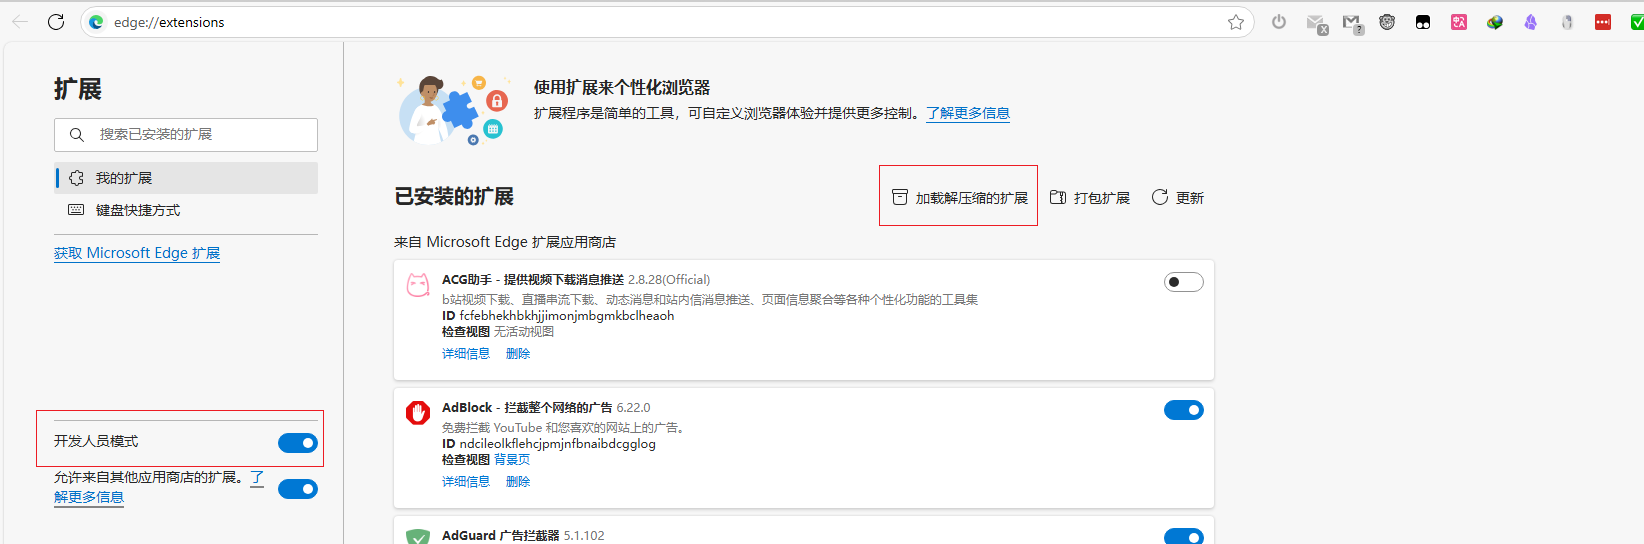 edge://extensions
扩展
搜索已安装的扩展
我的扩展
键盘快捷方式
获取 Microsoft Edge 扩展
开发人员模式
允许来自其他应用商店的扩展。了
解更多信息
使用扩展来个性化浏览器
扩展程序是简单的工具，可自定义浏览器体验并提供更多控制。了解更多信息
已安装的扩展
加载解压缩的扩展
打包扩展
更新
来自 Microsoft Edge 扩展应用商店
ACG助手 - 提供视频下载消息推送 2.8.28(Official)
b站视频下载、直播串流下载、动态消息和站内信消息推送、页面信息聚合等各种个性化功能的工具集
ID fcfebhekhbkhjjimonjmbgmkbclheaoh
检查视图 无活动视图
详细信息 删除
AdBlock - 拦截整个网络的广告 6.22.0
免费拦截 YouTube 和您喜欢的网站上的广告。
ID ndcileolkflehcjpmjnfbnaibdcgglog
检查视图 背景页
详细信息 删除
AdGuard 广告拦截器 5.1.102